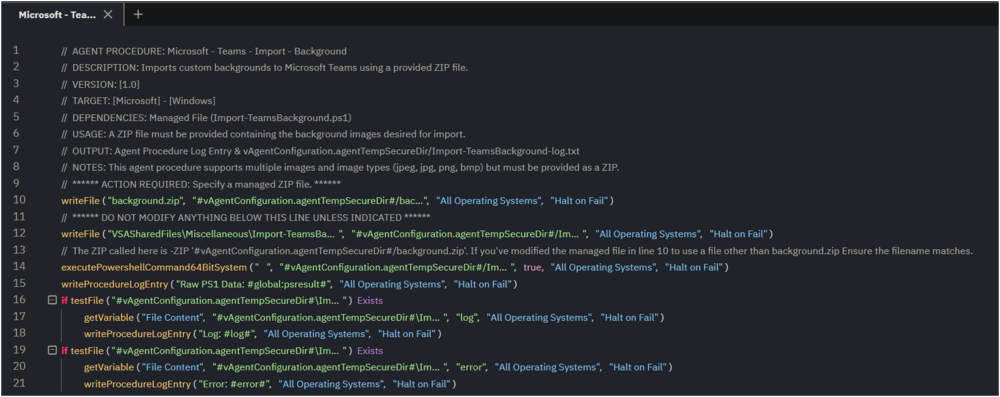 Microsoft - Tea... × +
1 // AGENT PROCEDURE: Microsoft - Teams - Import - Background
2 // DESCRIPTION: Imports custom backgrounds to Microsoft Teams using a provided ZIP file.
3 // VERSION: [1.0]
4 // TARGET: [Microsoft] - [Windows]
5 // DEPENDENCIES: Managed File (Import-TeamsBackground.ps1)
6 // USAGE: A ZIP file must be provided containing the background images desired for import.
7 // OUTPUT: Agent Procedure Log Entry & vAgentConfiguration.agentTempSecureDir/Import-TeamsBackground-log.txt
8 // NOTES: This agent procedure supports multiple images and image types (jpeg, jpg, png, bmp) but must be provided as a ZIP.
9 // ****** ACTION REQUIRED: Specify a managed ZIP file. ******
10 writeFile ("background.zip", "#vAgentConfiguration.agentTempSecureDir#/bac...", "All Operating Systems", "Halt on Fail")
11 // ****** DO NOT MODIFY ANYTHING BELOW THIS LINE UNLESS INDICATED ******
12 writeFile ("VSASharedFiles\Miscellaneous\Import-TeamsBa... ", "#vAgentConfiguration.agentTempSecureDir#/Im... ", "All Operating Systems", "Halt on Fail")
13 // The ZIP called here is -ZIP '#vAgentConfiguration.agentTempSecureDir#/background.zip'. If you've modified the managed file in line 10 to use a file other than background.zip Ensure the filename matches.
14 executePowershellCommand64BitSystem (" ", "#vAgentConfiguration.agentTempSecureDir#/Im... ", true, "All Operating Systems", "Halt on Fail")
15 writeProcedureLogEntry ("Raw PS1 Data: #global:psresult#", "All Operating Systems", "Halt on Fail")
16 if testFile ("#vAgentConfiguration.agentTempSecureDir#\Im... ") Exists
17 getVariable ("File Content", "#vAgentConfiguration.agentTempSecureDir#\Im... ", "log", "All Operating Systems", "Halt on Fail")
18 writeProcedureLogEntry ("Log: #log#", "All Operating Systems", "Halt on Fail")
19 if testFile ("#vAgentConfiguration.agentTempSecureDir#\Im... ") Exists
20 getVariable ("File Content", "#vAgentConfiguration.agentTempSecureDir#\Im... ", "error", "All Operating Systems", "Halt on Fail")
21 writeProcedureLogEntry ("Error: #error#", "All Operating Systems", "Halt on Fail")